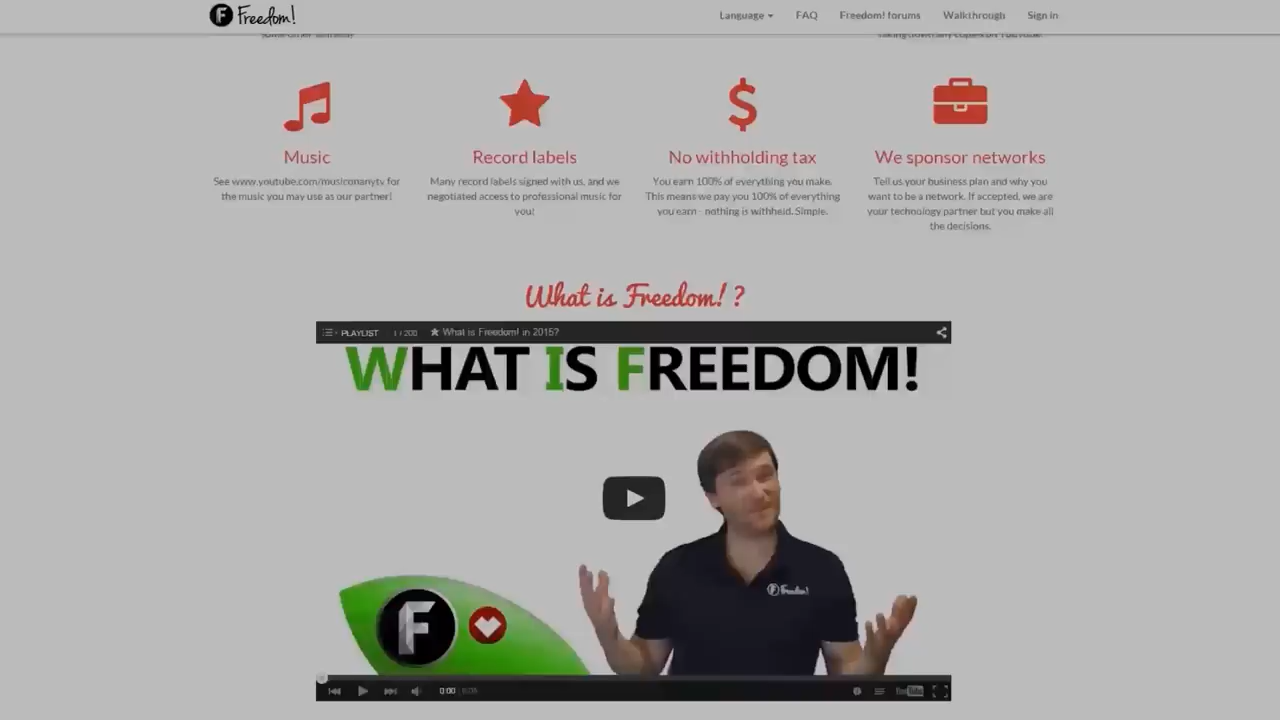 Freedom!
Language FAQ Freedom! forums Walkthrough Sign in
Music
See www.youtube.com/musiconanytv for
the music you may use as our partner!
Record labels
Many record labels signed with us, and we
negotiated access to professional music for
you!
No withholding tax
You earn 100% of everything you make.
This means we pay you 100% of everything
you earn - nothing is withheld. Simple.
We sponsor networks
Tell us your business plan and why you
want to be a network. If accepted, we are
your technology partner but you make all
the decisions.
What is Freedom! ?
PLAYLIST 1 / 200 What is Freedom! in 2015?
WHAT IS FREEDOM!
F Freedom!
F
0:00
YouTube